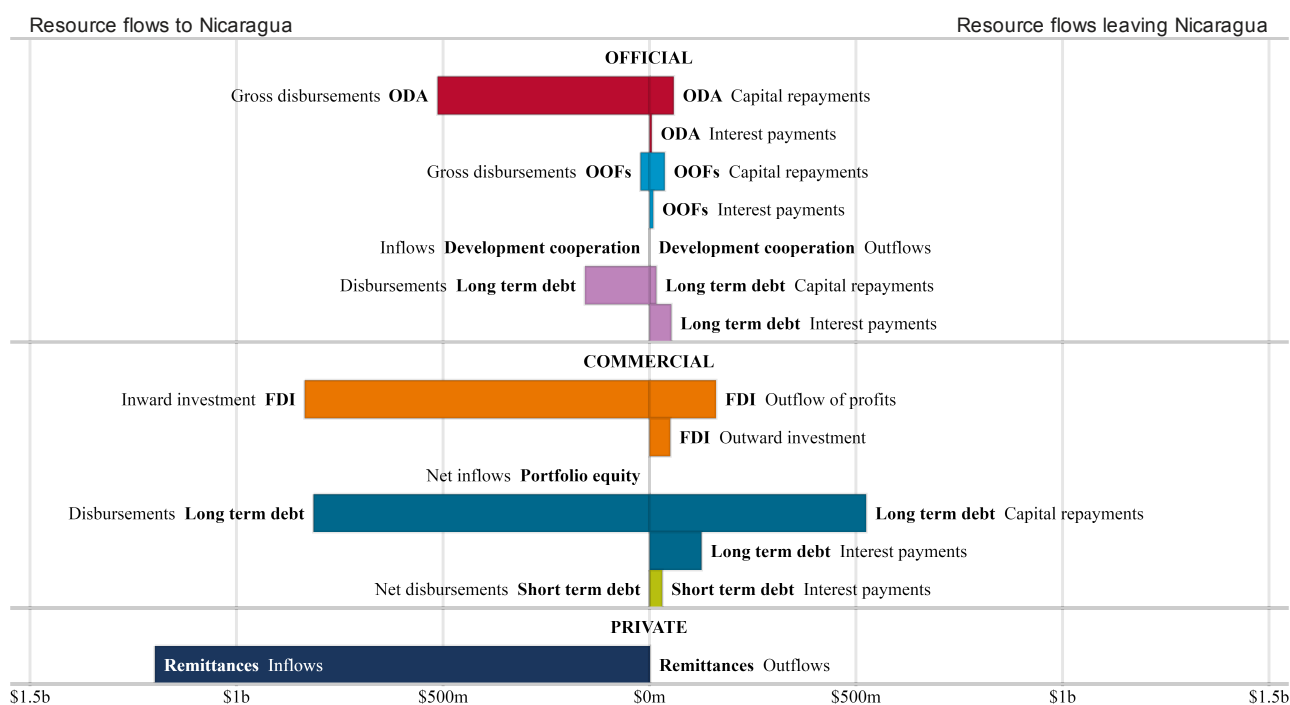 Resource flows to Nicaragua Resource flows leaving Nicaragua
OFFICIAL
Gross disbursements ODA ODA Capital repayments
ODA Interest payments
Gross disbursements OOFs OOFs Capital repayments
OOFs Interest payments
Inflows Development cooperation Development cooperation Outflows
Disbursements Long term debt Long term debt Capital repayments
Long term debt Interest payments
COMMERCIAL
Inward investment FDI FDI Outflow of profits
FDI Outward investment
Net inflows Portfolio equity
Disbursements Long term debt Long term debt Capital repayments
Long term debt Interest payments
Net disbursements Short term debt Short term debt Interest payments
PRIVATE
Remittances Inflows Remittances Outflows
$1.5b $1b $500m $0m $500m $1b $1.5b